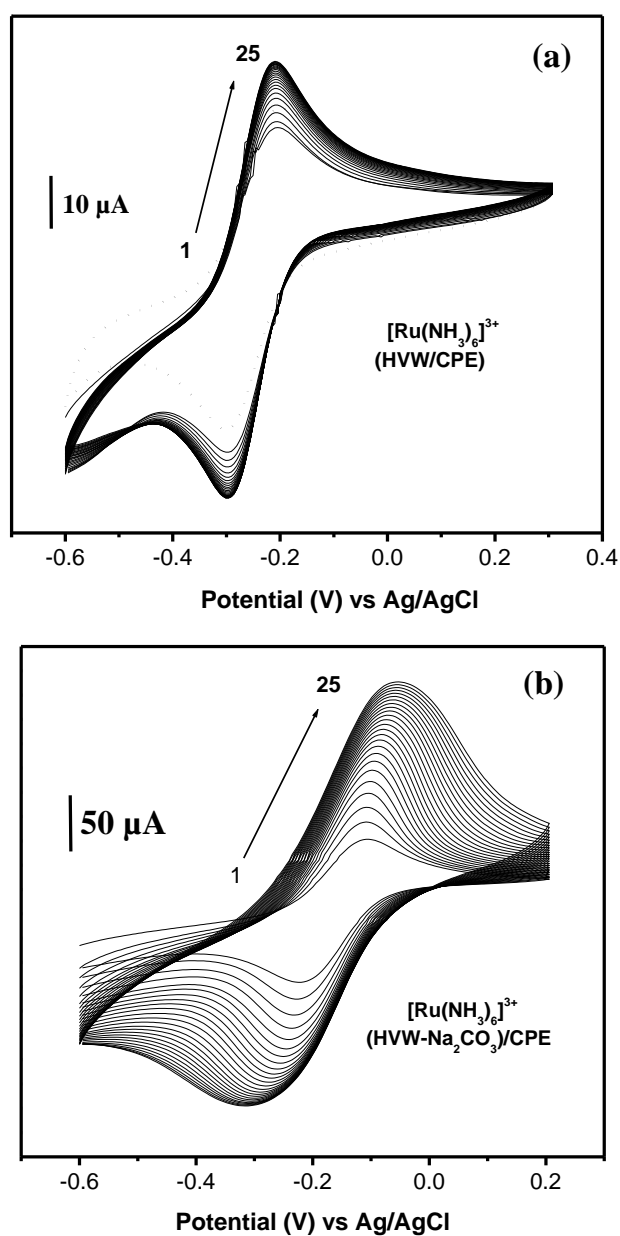 (a)
25
10 µA
1
[Ru(NH₃)₆]³⁺
(HVW/CPE)
-0.6 -0.4 -0.2 0.0 0.2 0.4
Potential (V) vs Ag/AgCl
(b)
25
50 µA
1
[Ru(NH₃)₆]³⁺
(HVW-Na₂CO₃)/CPE
-0.6 -0.4 -0.2 0.0 0.2
Potential (V) vs Ag/AgCl